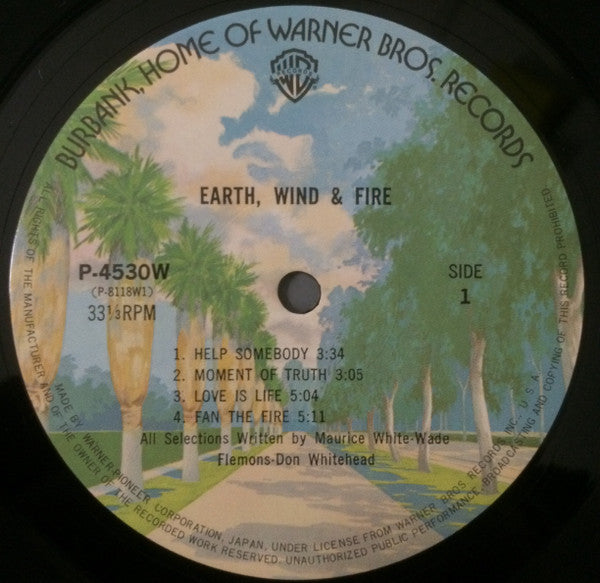 BURBANK, HOME OF WARNER BROS. RECORDS
WB
RECORDS
®
EARTH, WIND & FIRE
P-4530W
(P-8118W1)
33⅓RPM
SIDE
1
1. HELP SOMEBODY 3:34
2. MOMENT OF TRUTH 3:05
3. LOVE IS LIFE 5:04
4. FAN THE FIRE 5:11
All Selections Written by Maurice White-Wade
Flemons-Don Whitehead
MADE BY WARNER-PIONEER CORPORATION, JAPAN, UNDER LICENSE FROM WARNER BROS RECORDS INC., U.S.A.
ALL RIGHTS OF THE MANUFACTURER AND OF THE OWNER OF THE RECORDED WORK RESERVED. UNAUTHORIZED PUBLIC PERFORMANCE, BROADCASTING AND COPYING OF THIS RECORD PROHIBITED